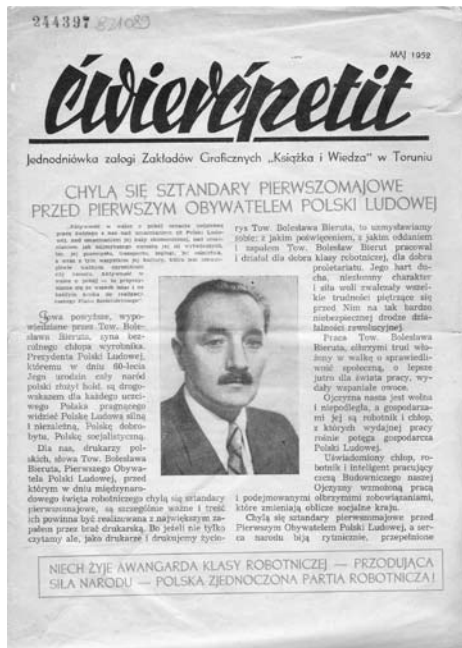 244397 821089
MAJ 1952
ćwierćpetit
Jednodniówka załogi Zakładów Graficznych „Książka i Wiedza” w Toruniu
CHYLĄ SIĘ SZTANDARY PIERWSZOMAJOWE
PRZED PIERWSZYM OBYWATELEM POLSKI LUDOWEJ
Słowa powyższe, wypo-
wiedziane przez Tow. Bole-
sława Bieruta, syna bez-
rolnego chłopa wyrobnika,
Prezydenta Polski Ludowej,
któremu w dniu 60-lecia
Jego urodzin cały naród
polski złożył hołd, są drogo-
wskazem dla każdego uczci-
wego Polaka pragnącego
widzieć Polskę Ludową silną
i niezależną, Polskę dobro-
bytu, Polskę socjalistyczną.
Dla nas, drukarzy pol-
skich, słowa Tow. Bolesława
Bieruta, Pierwszego Obywa-
tela Polski Ludowej, przed
którym w dniu międzynaro-
dowego święta robotniczego chylą się sztandary
pierwszomajowe, są szczególnie ważne i treść
ich powinna być realizowana z największym za-
pałem przez brać drukarską. Bo jeżeli nie tylko
czytamy ale, jako drukarze i drukujemy życio-
rys Tow. Bolesława Bieruta, to uzmysławiamy
sobie: z jakim poświęceniem, z jakim oddaniem
i zapałem Tow. Bolesław Bierut pracował
i działał dla dobra klasy robotniczej, dla dobra
proletariatu. Jego hart du-
cha, niezłomny charakter
i siła woli zwalczały wszel-
kie trudności piętrzące się
przed Nim na tak bardzo
niebezpiecznej drodze dzia-
łalności rewolucyjnej.
Praca Tow. Bolesława
Bieruta, olbrzymi trud wło-
żony w walkę o sprawiedli-
wość społeczną, o lepsze
jutro dla świata pracy, wy-
dały wspaniałe owoce.
Ojczyzna nasza jest wolna
i niepodległa, a gospodarza-
mi jej są robotnik i chłop,
z których wydajnej pracy
rośnie potęga gospodarcza
Polski Ludowej.
Uświadomiony chłop, ro-
botnik i inteligent pracujący
czczą Budowniczego naszej
Ojczyzny wzmożoną pracą
i podejmowanymi olbrzymimi zobowiązaniami,
które zmieniają oblicze socjalne kraju.
Chylą się sztandary pierwszomajowe przed
Pierwszym Obywatelem Polski Ludowej, a ser-
ca narodu biją rytmicznie, przepełnione
NIECH ŻYJE AWANGARDA KLASY ROBOTNICZEJ — PRZODUJĄCA
SIŁA NARODU — POLSKA ZJEDNOCZONA PARTIA ROBOTNICZA!